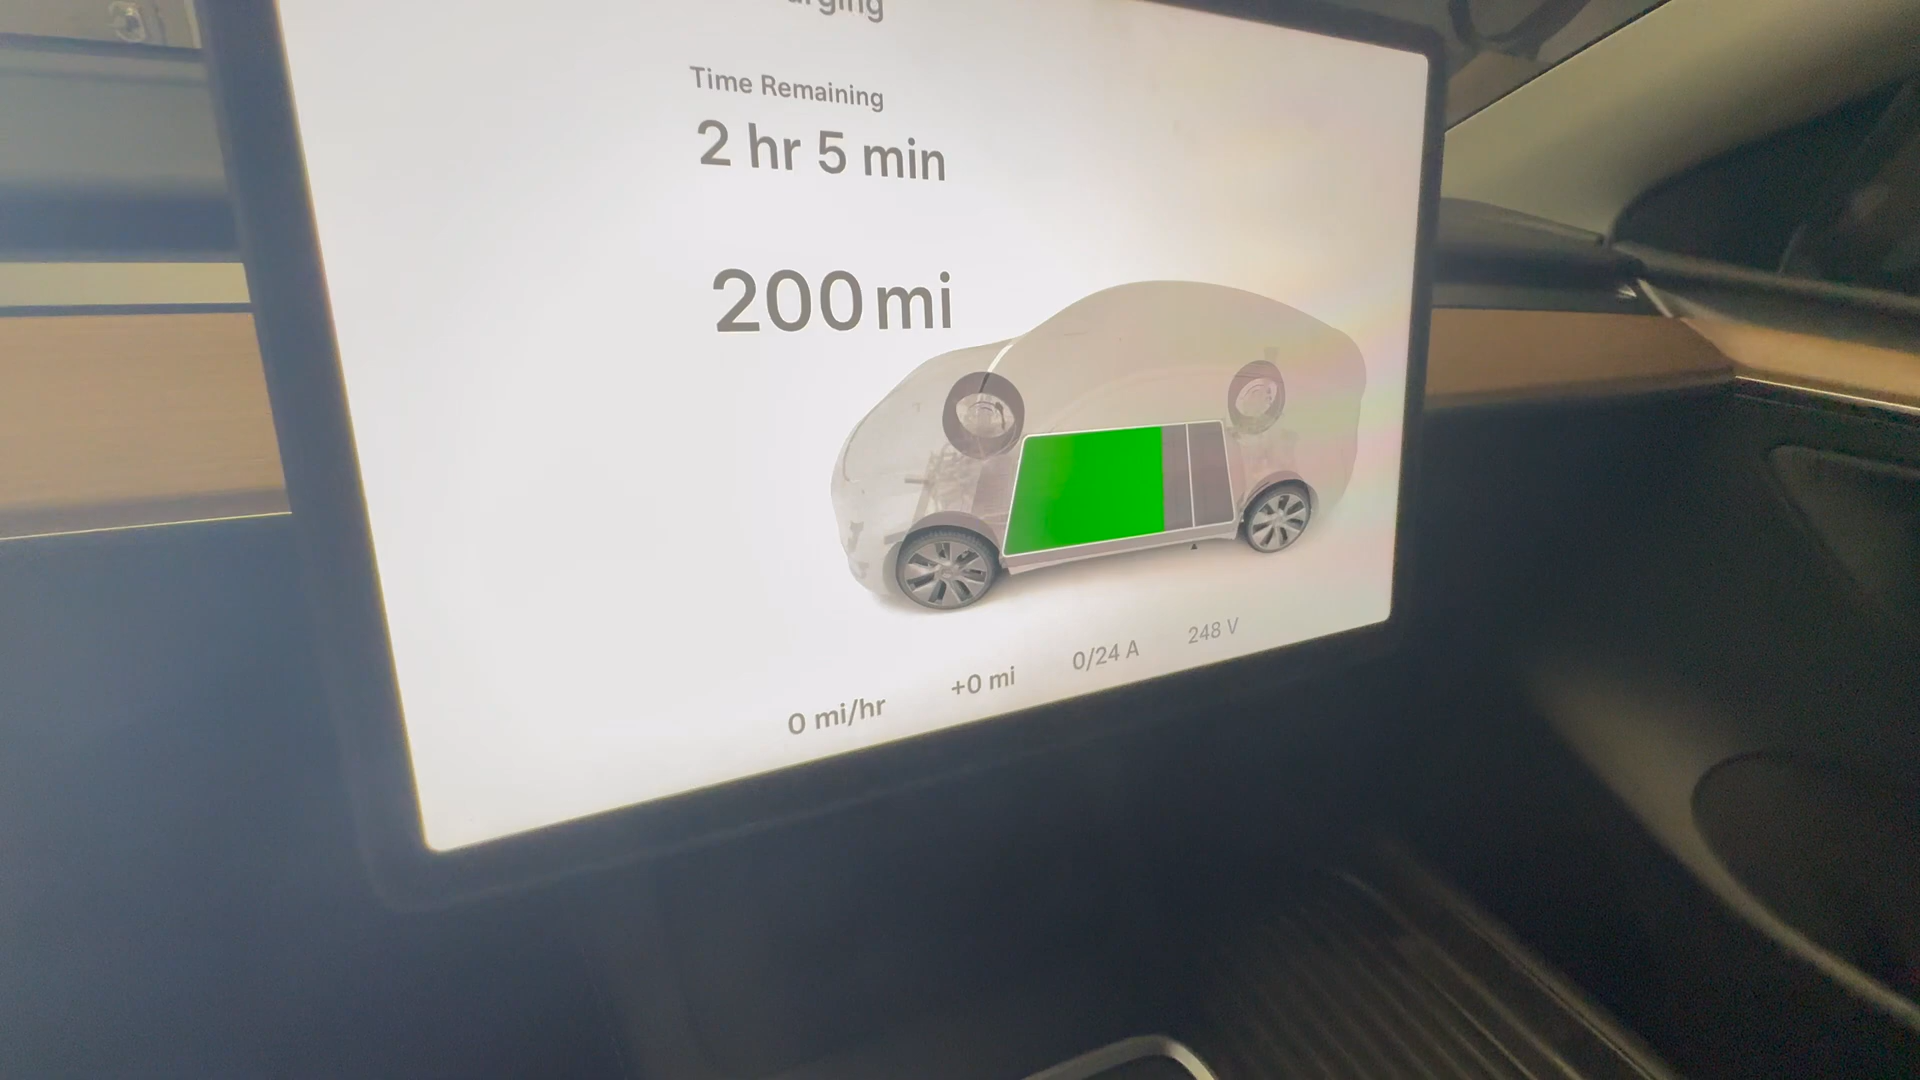 Time Remaining
2 hr 5 min
200 mi
0 mi/hr +0 mi 0/24 A 248 V